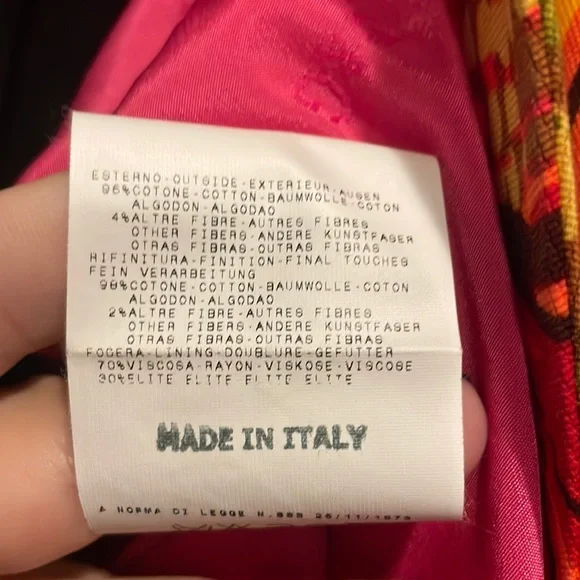 ESTERNO-OUTSIDE-EXTERIEUR-AUSEN
96%COTONE-COTTON-BAUMWOLLE-COTON
ALGODON-ALGODAO
4%ALTRE FIBRE-AUTRES FIBRES
OTHER FIBERS-ANDERE KUNSTFASER
OTRAS FIBRAS-OUTRAS FIBRAS
RIFINITURA-FINITION-FINAL TOUCHES
FEIN VERARBEITUNG
98%COTONE-COTTON-BAUMWOLLE-COTON
ALGODON-ALGODAO
2%ALTRE FIBRE-AUTRES FIBRES
OTHER FIBERS-ANDERE KUNSTFASER
OTRAS FIBRAS-OUTRAS FIBRAS
FODERA-LINING-DOUBLURE-GEFUTTER
70%VISCOSA-RAYON-VISKOSE-VISCOSE
30%ELITE ELITE ELITE ELITE
MADE IN ITALY
A NORMA DI LEGGE N.883 26/11/1973